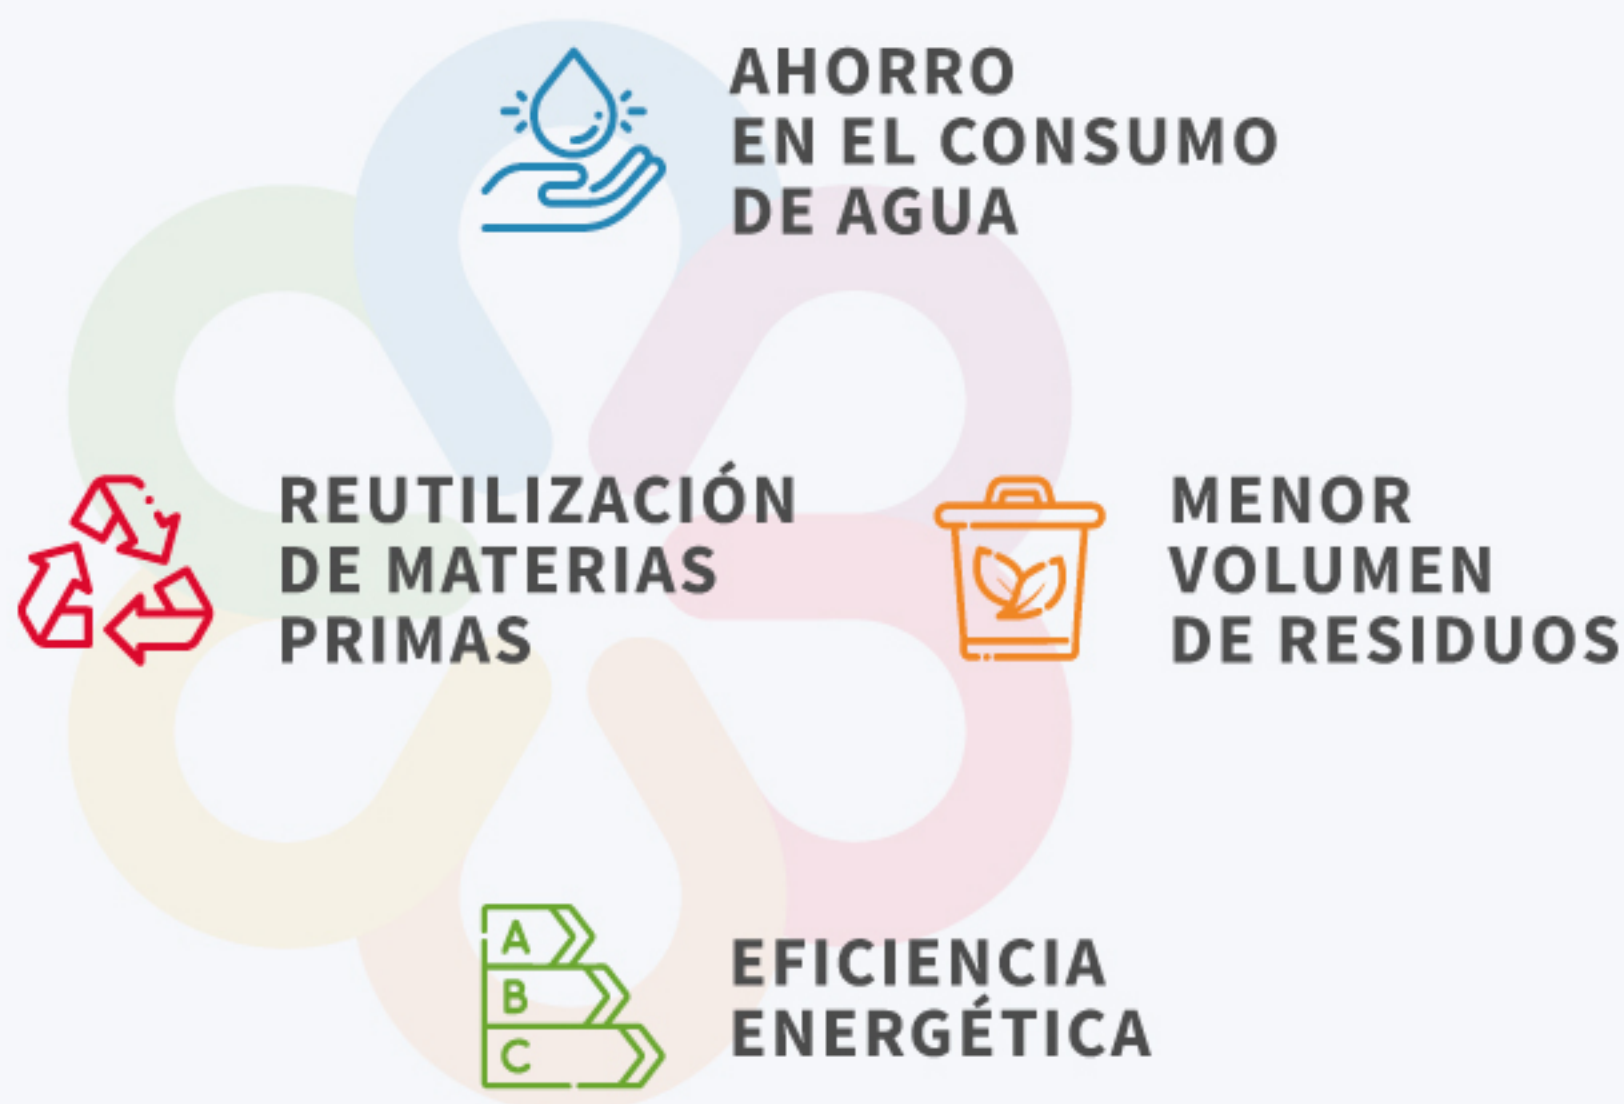 AHORRO
EN EL CONSUMO
DE AGUA
REUTILIZACIÓN
DE MATERIAS
PRIMAS
MENOR
VOLUMEN
DE RESIDUOS
A
B
C
EFICIENCIA
ENERGÉTICA